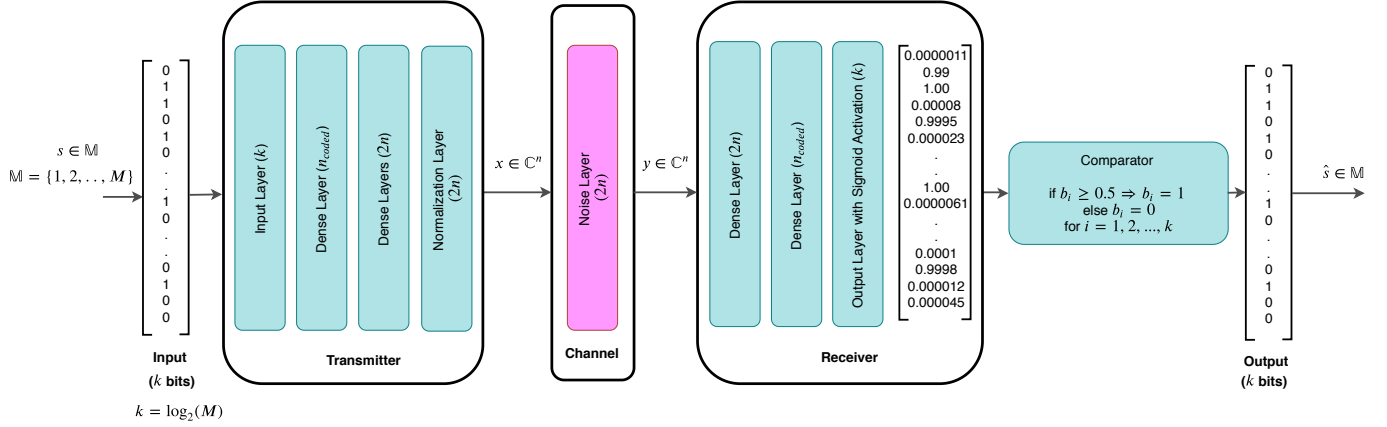 s ∈ 𝕄
𝕄 = {1, 2, . . , M}
0
1
1
0
1
0
.
.
1
0
.
.
0
1
0
0
Input
(k bits)
k = log₂(M)
Input Layer (k)
Dense Layer (n_coded)
Dense Layers (2n)
Normalization Layer
(2n)
Transmitter
x ∈ ℂⁿ
Noise Layer
(2n)
Channel
y ∈ ℂⁿ
Dense Layer (2n)
Dense Layer (n_coded)
Output Layer with Sigmoid Activation (k)
0.0000011
0.99
1.00
0.00008
0.9995
0.000023
.
.
1.00
0.0000061
.
.
0.0001
0.9998
0.000012
0.000045
Receiver
Comparator
if b_i ≥ 0.5 ⇒ b_i = 1
else b_i = 0
for i = 1, 2, ..., k
0
1
1
0
1
0
.
.
1
0
.
.
0
1
0
0
Output
(k bits)
ŝ ∈ 𝕄